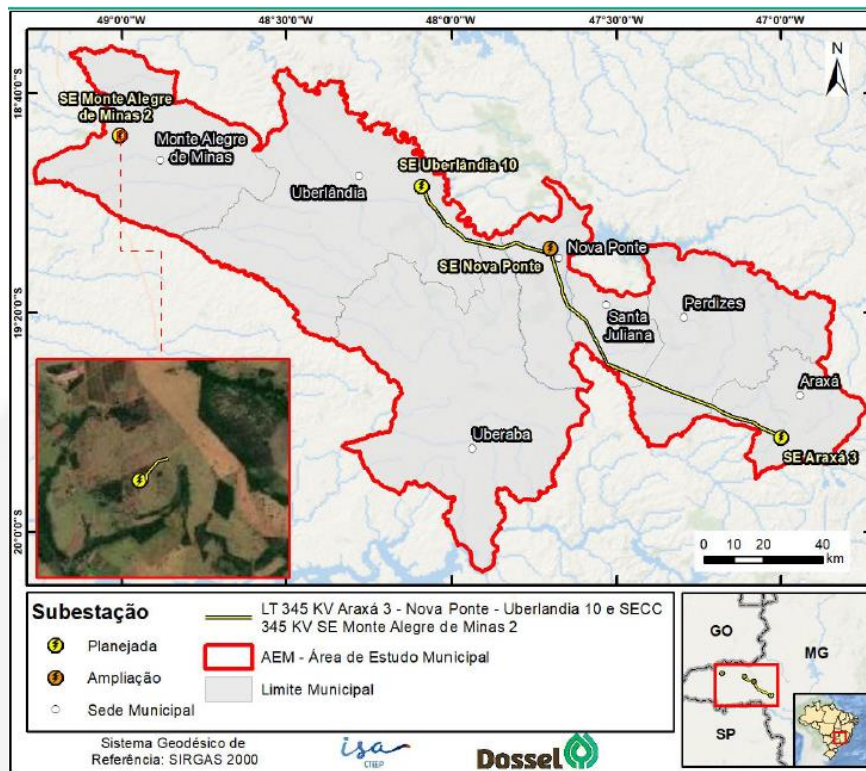 49°0'0"W
48°30'0"W
48°0'0"W
47°30'0"W
47°0'0"W
18°40'0"S
19°20'0"S
20°0'0"S
N
SE Monte Alegre
de Minas 2
Monte Alegre
de Minas
Uberlândia
SE Uberlândia 10
SE Nova Ponte
Nova Ponte
Santa
Juliana
Perdizes
Araxá
SE Araxá 3
Uberaba
0 10 20 40
km
Subestação
Planejada
Ampliação
Sede Municipal
LT 345 KV Araxá 3 - Nova Ponte - Uberlandia 10 e SECC
345 KV SE Monte Alegre de Minas 2
AEM - Área de Estudo Municipal
Limite Municipal
GO
MG
SP
Sistema Geodésico de
Referência: SIRGAS 2000
isa
CTEEP
Dossel